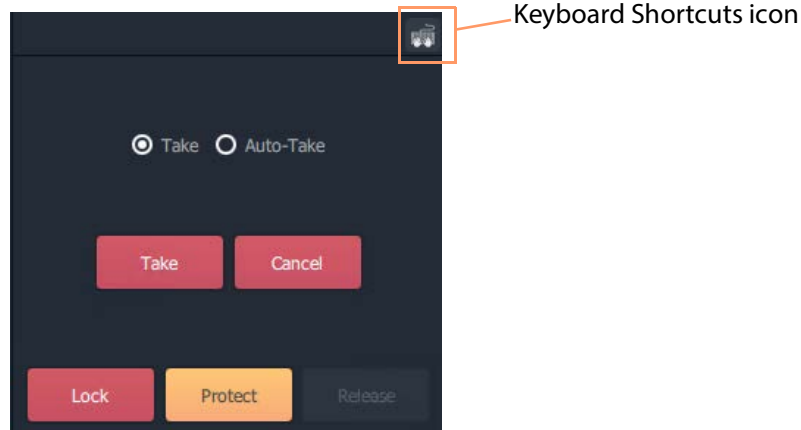 Keyboard Shortcuts icon
Take Auto-Take
Take Cancel
Lock Protect Release